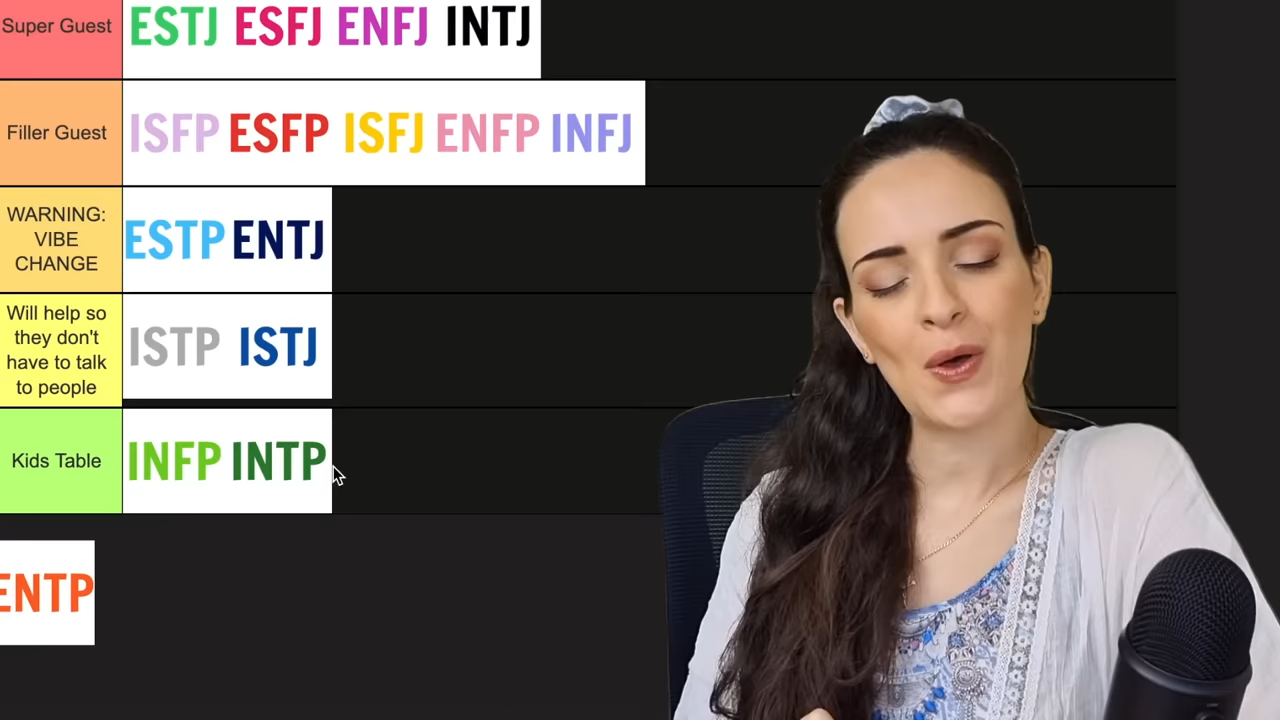 Super Guest
ESTJ ESFJ ENFJ INTJ
Filler Guest
ISFP ESFP ISFJ ENFP INFJ
WARNING:
VIBE
CHANGE
ESTP ENTJ
Will help so
they don't
have to talk
to people
ISTP ISTJ
Kids Table
INFP INTP
ENTP